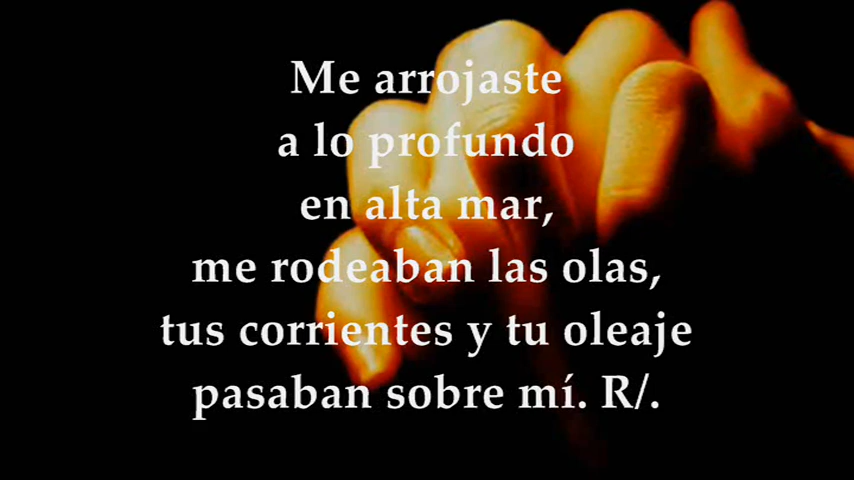 Me arrojaste
a lo profundo
en alta mar,
me rodeaban las olas,
tus corrientes y tu oleaje
pasaban sobre mí. R/.